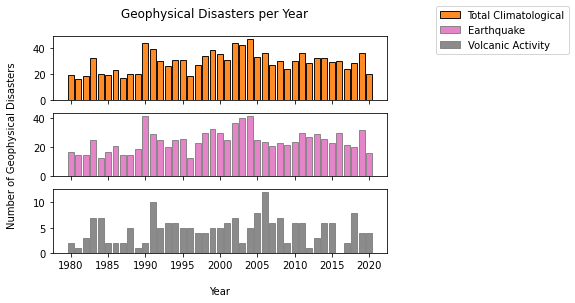 Geophysical Disasters per Year
Total Climatological
Earthquake
Volcanic Activity
Number of Geophysical Disasters
40
20
0
40
20
0
10
5
0
1980 1985 1990 1995 2000 2005 2010 2015 2020
Year